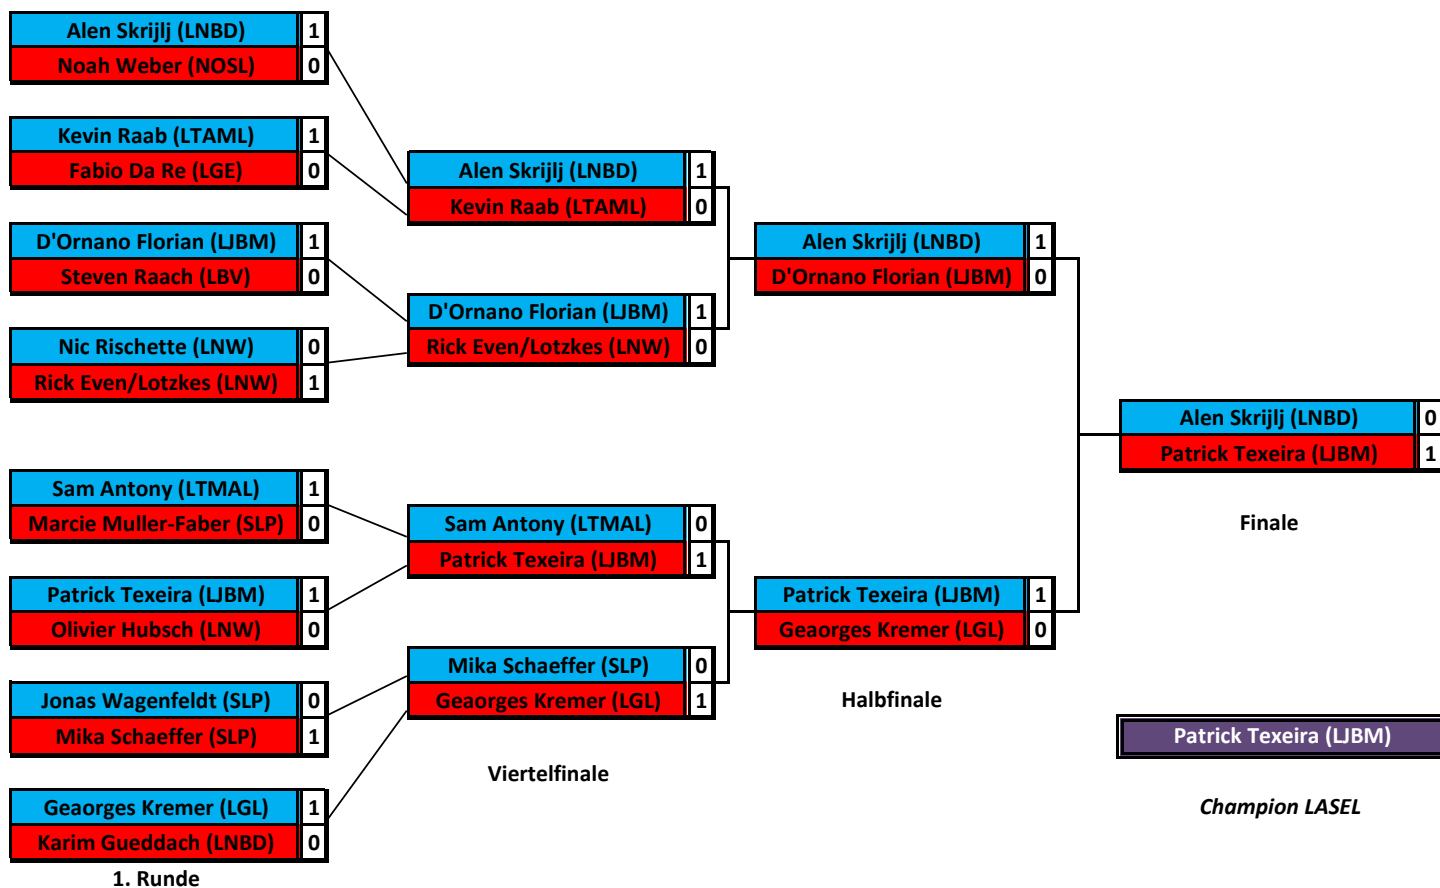 Alen Skrijlj (LNBD) 1
Noah Weber (NOSL) 0
Kevin Raab (LTAML) 1
Fabio Da Re (LGE) 0
D'Ornano Florian (LJBM) 1
Steven Raach (LBV) 0
Nic Rischette (LNW) 0
Rick Even/Lotzkes (LNW) 1
Sam Antony (LTMAL) 1
Marcie Muller-Faber (SLP) 0
Patrick Texeira (LJBM) 1
Olivier Hubsch (LNW) 0
Jonas Wagenfeldt (SLP) 0
Mika Schaeffer (SLP) 1
Geaorges Kremer (LGL) 1
Karim Gueddach (LNBD) 0
1. Runde
Alen Skrijlj (LNBD) 1
Kevin Raab (LTAML) 0
D'Ornano Florian (LJBM) 1
Rick Even/Lotzkes (LNW) 0
Sam Antony (LTMAL) 0
Patrick Texeira (LJBM) 1
Mika Schaeffer (SLP) 0
Geaorges Kremer (LGL) 1
Viertelfinale
Alen Skrijlj (LNBD) 1
D'Ornano Florian (LJBM) 0
Patrick Texeira (LJBM) 1
Geaorges Kremer (LGL) 0
Halbfinale
Alen Skrijlj (LNBD) 0
Patrick Texeira (LJBM) 1
Finale
Patrick Texeira (LJBM)
Champion LASEL